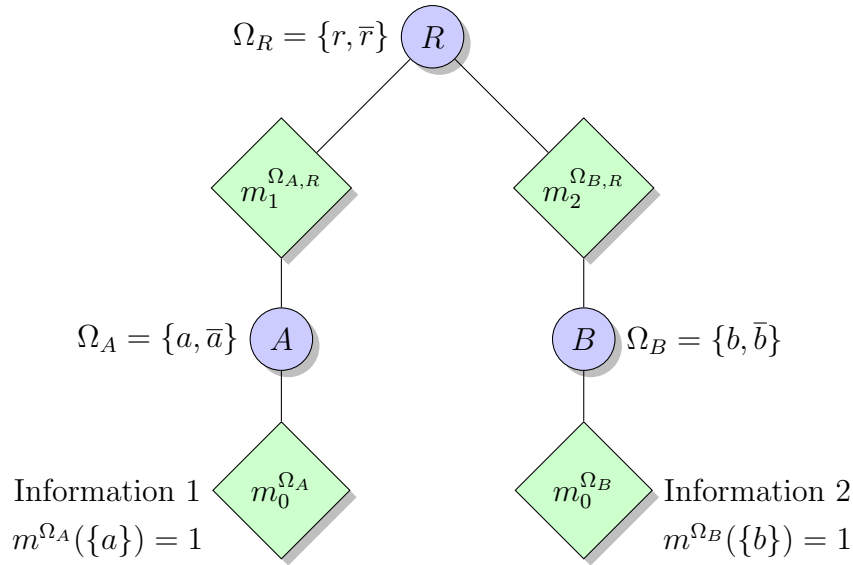 Ω_R = {r, r̅} R
m_1^{Ω_{A,R}} m_2^{Ω_{B,R}}
Ω_A = {a, a̅} A B Ω_B = {b, b̅}
Information 1 m_0^{Ω_A} m_0^{Ω_B} Information 2
m^{Ω_A}({a}) = 1 m^{Ω_B}({b}) = 1